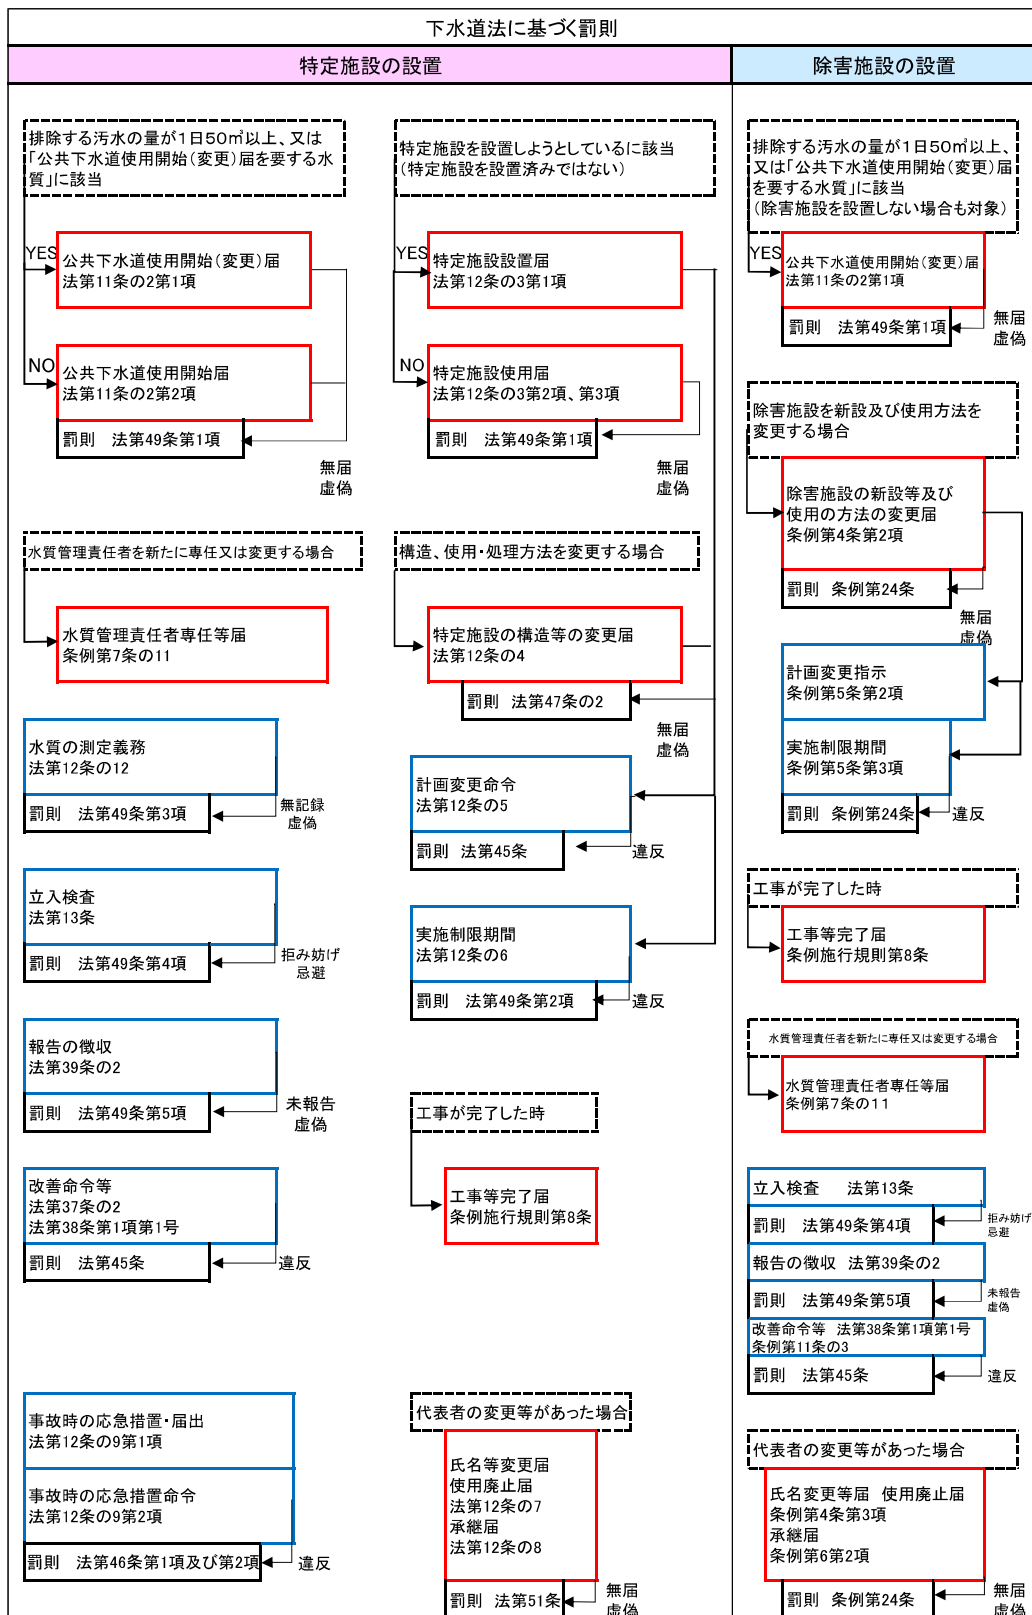 下水道法に基づく罰則
特定施設の設置
除害施設の設置
排除する汚水の量が1日50㎥以上、又は
「公共下水道使用開始(変更)届を要する水
質」に該当
YES
公共下水道使用開始(変更)届
法第11条の2第1項
NO
公共下水道使用開始届
法第11条の2第2項
罰則 法第49条第1項
無届
虚偽
水質管理責任者を新たに専任又は変更する場合
水質管理責任者専任等届
条例第7条の11
水質の測定義務
法第12条の12
罰則 法第49条第3項
無記録
虚偽
立入検査
法第13条
罰則 法第49条第4項
拒み妨げ
忌避
報告の徴収
法第39条の2
罰則 法第49条第5項
未報告
虚偽
改善命令等
法第37条の2
法第38条第1項第1号
罰則 法第45条
違反
事故時の応急措置・届出
法第12条の9第1項
事故時の応急措置命令
法第12条の9第2項
罰則 法第46条第1項及び第2項
違反
特定施設を設置しようとしているに該当
(特定施設を設置済みではない)
YES
特定施設設置届
法第12条の3第1項
NO
特定施設使用届
法第12条の3第2項、第3項
罰則 法第49条第1項
無届
虚偽
構造、使用・処理方法を変更する場合
特定施設の構造等の変更届
法第12条の4
罰則 法第47条の2
無届
虚偽
計画変更命令
法第12条の5
罰則 法第45条
違反
実施制限期間
法第12条の6
罰則 法第49条第2項
違反
工事が完了した時
工事等完了届
条例施行規則第8条
代表者の変更等があった場合
氏名等変更届
使用廃止届
法第12条の7
承継届
法第12条の8
罰則 法第51条
無届
虚偽
排除する汚水の量が1日50㎥以上、
又は「公共下水道使用開始(変更)届
を要する水質」に該当
(除害施設を設置しない場合も対象)
YES
公共下水道使用開始(変更)届
法第11条の2第1項
罰則 法第49条第1項
無届
虚偽
除害施設を新設及び使用方法を
変更する場合
除害施設の新設等及び
使用の方法の変更届
条例第4条第2項
罰則 条例第24条
無届
虚偽
計画変更指示
条例第5条第2項
実施制限期間
条例第5条第3項
罰則 条例第24条
違反
工事が完了した時
工事等完了届
条例施行規則第8条
水質管理責任者を新たに専任又は変更する場合
水質管理責任者専任等届
条例第7条の11
立入検査 法第13条
罰則 法第49条第4項
拒み妨げ
忌避
報告の徴収 法第39条の2
罰則 法第49条第5項
未報告
虚偽
改善命令等 法第38条第1項第1号
条例第11条の3
罰則 法第45条
違反
代表者の変更等があった場合
氏名変更等届 使用廃止届
条例第4条第3項
承継届
条例第6第2項
罰則 条例第24条
無届
虚偽